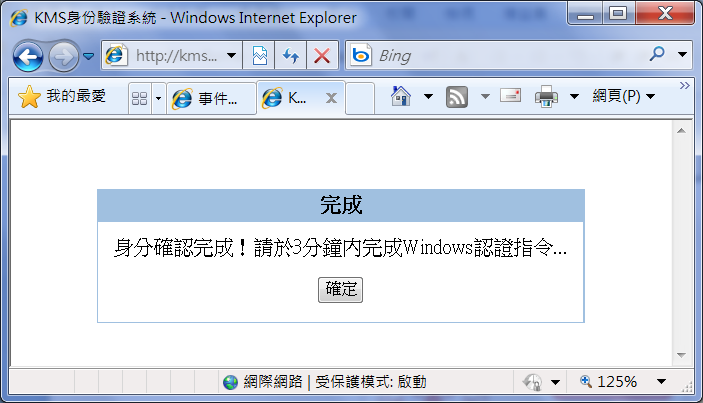 KMS身份驗證系統 - Windows Internet Explorer
http://kms...
Bing
我的最愛
事件...
K...
網頁(P)
完成
身分確認完成！請於3分鐘內完成Windows認證指令...
確定
網際網路 | 受保護模式: 啟動
125%